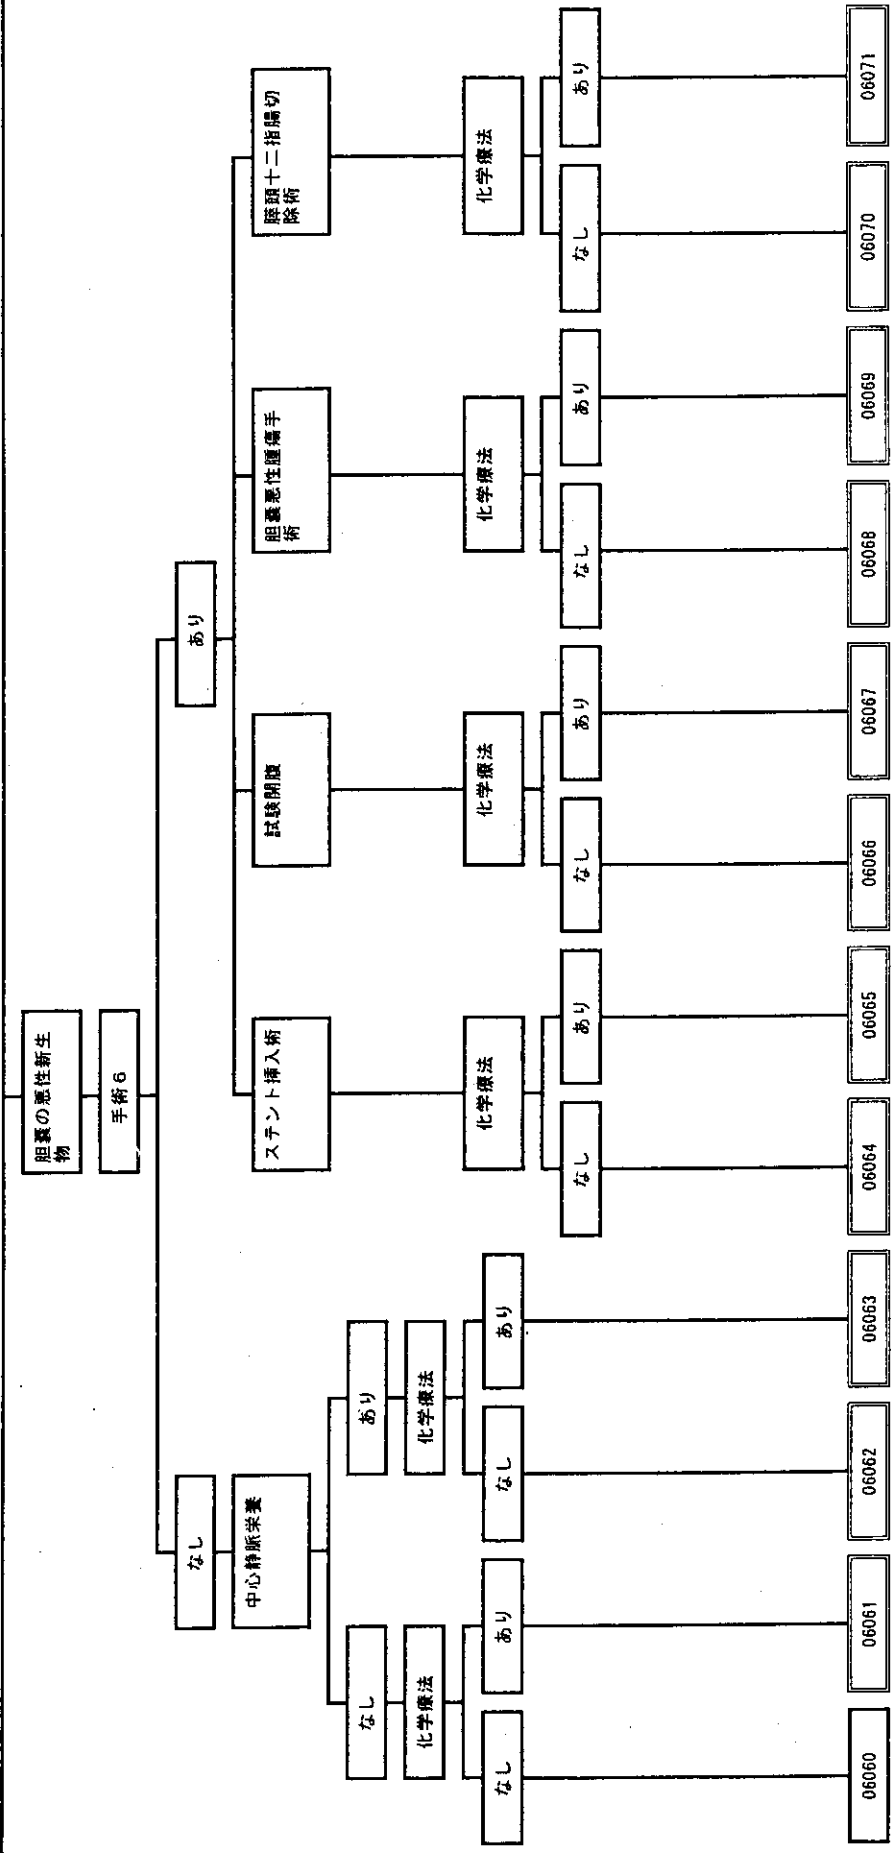 胆嚢の悪性新生
物
手術６
なし
あり
中心静脈栄養
ステント挿入術
試験開腹
胆嚢悪性腫瘍手
術
膵頭十二指腸切
除術
なし
あり
化学療法
化学療法
化学療法
化学療法
化学療法
化学療法
なし
あり
なし
あり
なし
あり
なし
あり
なし
あり
なし
あり
06060
06061
06062
06063
06064
06065
06066
06067
06068
06069
06070
06071